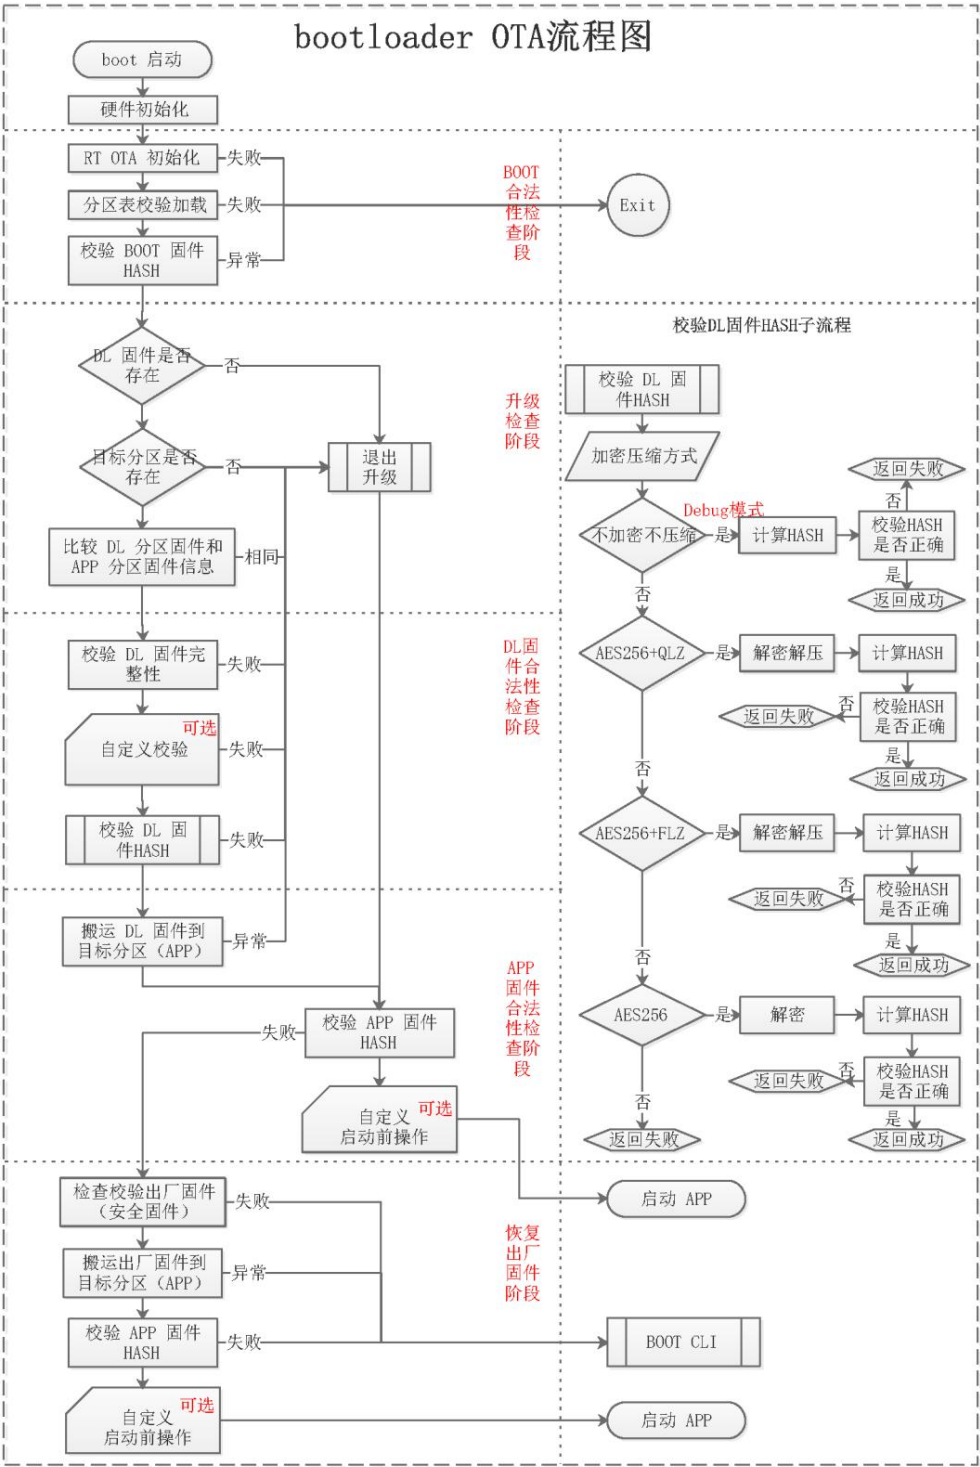 bootloader OTA流程图
boot 启动
硬件初始化
RT OTA 初始化
失败
分区表校验加载
失败
校验 BOOT 固件
HASH
异常
BOOT
合法
性检
查阶
段
Exit
DL 固件是否
存在
否
目标分区是否
存在
否
退出
升级
比较 DL 分区固件和
APP 分区固件信息
相同
升级
检查
阶段
校验 DL 固件完
整性
失败
可选
自定义校验
失败
校验 DL 固
件HASH
失败
DL固
件合
法性
检查
阶段
搬运 DL 固件到
目标分区（APP）
异常
校验 APP 固件
HASH
失败
可选
自定义
启动前操作
APP
固件
合法
性检
查阶
段
检查校验出厂固件
（安全固件）
失败
搬运出厂固件到
目标分区（APP）
异常
校验 APP 固件
HASH
失败
可选
自定义
启动前操作
恢复
出厂
固件
阶段
启动 APP
BOOT CLI
启动 APP
校验DL固件HASH子流程
校验 DL 固
件HASH
加密压缩方式
Debug模式
不加密不压缩
是
计算HASH
校验HASH
是否正确
否
返回失败
是
返回成功
否
AES256+QLZ
是
解密解压
计算HASH
校验HASH
是否正确
否
返回失败
是
返回成功
否
AES256+FLZ
是
解密解压
计算HASH
校验HASH
是否正确
否
返回失败
是
返回成功
否
AES256
是
解密
计算HASH
校验HASH
是否正确
否
返回失败
是
返回成功
否
返回失败